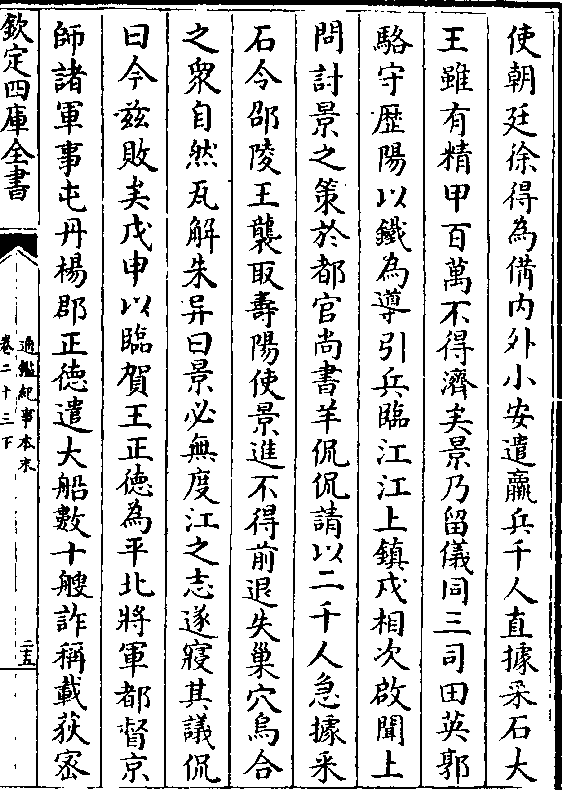 使朝廷徐得為備内外小安遣羸兵千人直據采石大
王雖有精甲百萬不得濟矣景乃留儀同三司田英郭
駱守歴陽以鐵為導引兵臨江江上鎮戍相次啟聞上
問討景之策於都官尚書羊侃侃請以二千人急據采
石令邵陵王襲取壽陽使景進不得前退失巢穴烏合
之衆自然瓦解朱异曰景必無度江之志遂寢其議侃
曰今兹敗矣戊申以臨賀王正德為平北將軍都督京
師諸軍事屯丹楊郡正德遣大船數十艘詐稱載荻宻
欽定四庫全書
通鑑紀事本末
卷二十三下
二五